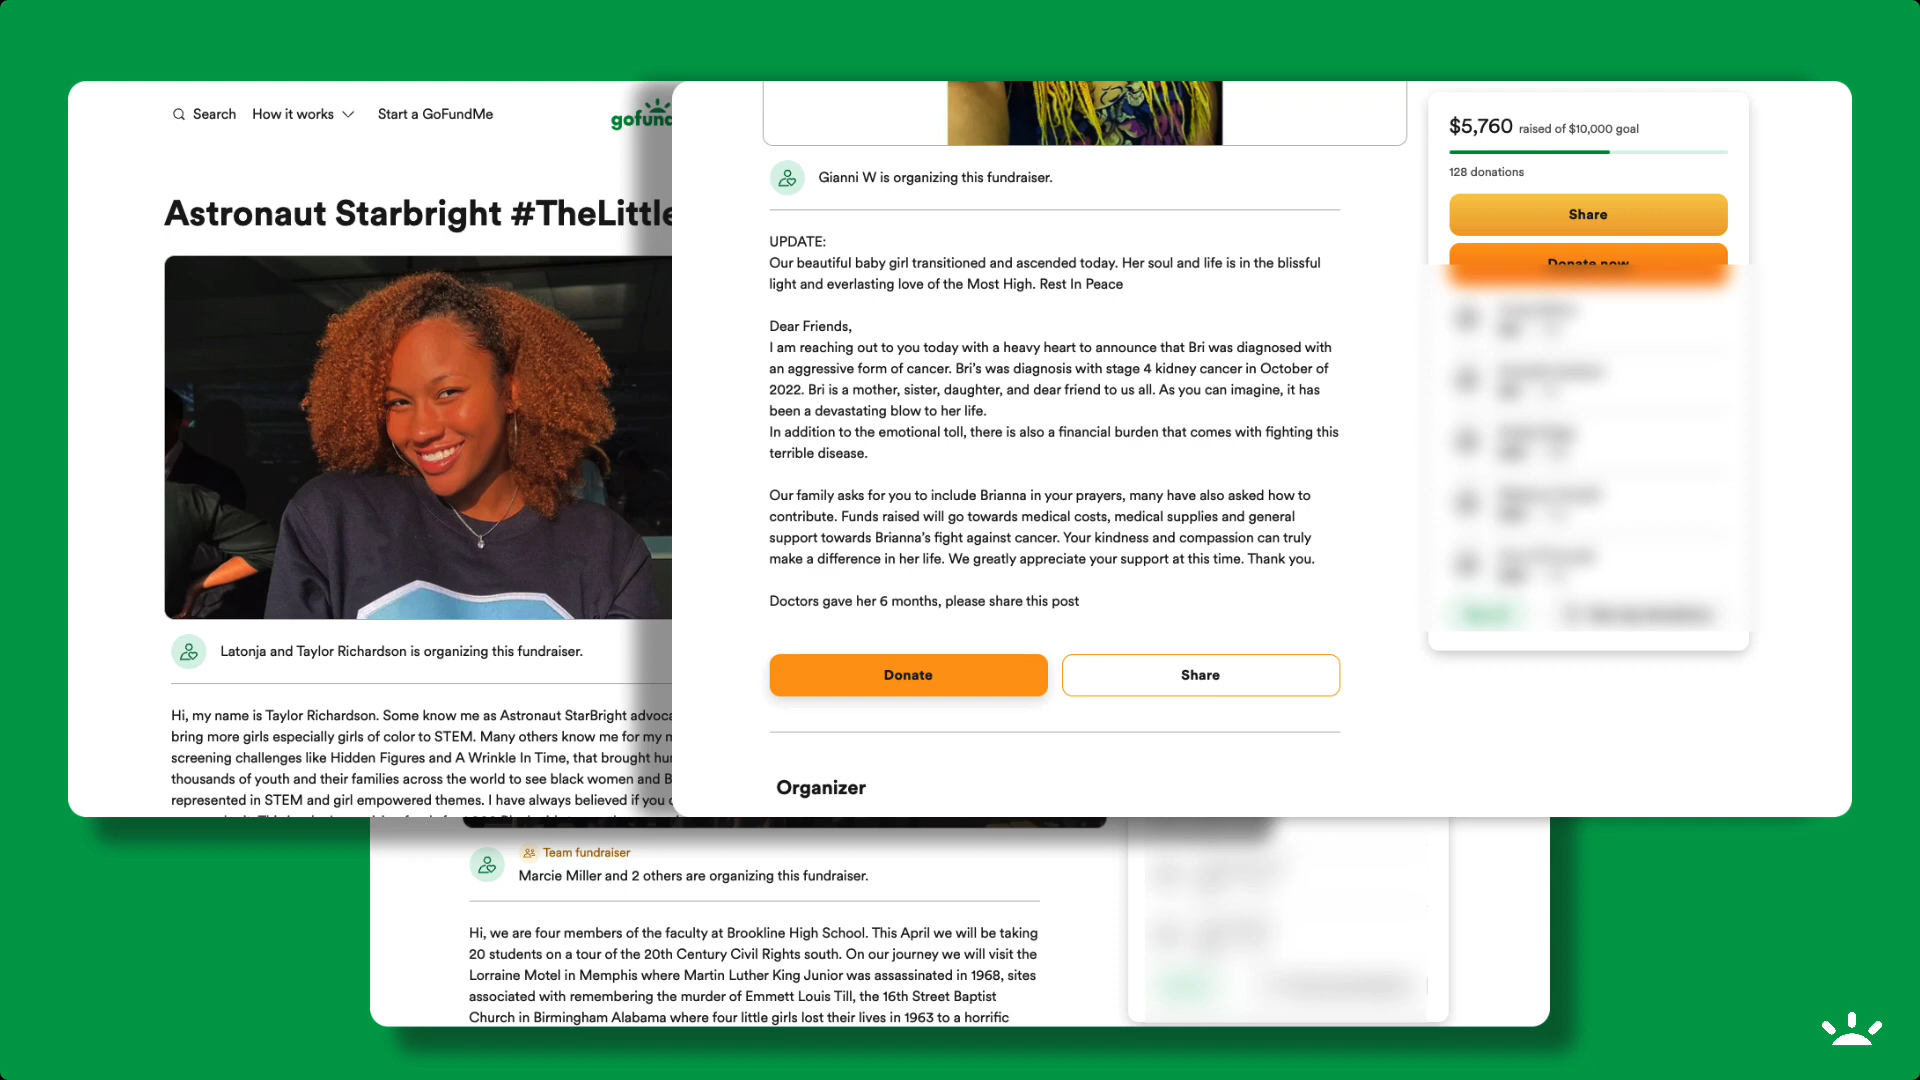 Search How it works Start a GoFundMe
gofund
Astronaut Starbright #TheLittle
Latonja and Taylor Richardson is organizing this fundraiser.
Hi, my name is Taylor Richardson. Some know me as Astronaut StarBright
bring more girls especially girls of color to STEM. Many others know me for my
screening challenges like Hidden Figures and A Wrinkle In Time, that brought
thousands of youth and their families across the world to see black women and
represented in STEM and girl empowered themes. I have always believed if you
Gianni W is organizing this fundraiser.
UPDATE:
Our beautiful baby girl transitioned and ascended today. Her soul and life is in the blissful
light and everlasting love of the Most High. Rest In Peace
Dear Friends,
I am reaching out to you today with a heavy heart to announce that Bri was diagnosed with
an aggressive form of cancer. Bri's was diagnosis with stage 4 kidney cancer in October of
2022. Bri is a mother, sister, daughter, and dear friend to us all. As you can imagine, it has
been a devastating blow to her life.
In addition to the emotional toll, there is also a financial burden that comes with fighting this
terrible disease.
Our family asks for you to include Brianna in your prayers, many have also asked how to
contribute. Funds raised will go towards medical costs, medical supplies and general
support towards Brianna's fight against cancer. Your kindness and compassion can truly
make a difference in her life. We greatly appreciate your support at this time. Thank you.
Doctors gave her 6 months, please share this post
Donate
Share
Organizer
$5,760 raised of $10,000 goal
128 donations
Share
Donate now
Team fundraiser
Marcie Miller and 2 others are organizing this fundraiser.
Hi, we are four members of the faculty at Brookline High School. This April we will be taking
20 students on a tour of the 20th Century Civil Rights south. On our journey we will visit the
Lorraine Motel in Memphis where Martin Luther King Junior was assassinated in 1968, sites
associated with remembering the murder of Emmett Louis Till, the 16th Street Baptist
Church in Birmingham Alabama where four little girls lost their lives in 1963 to a horrific